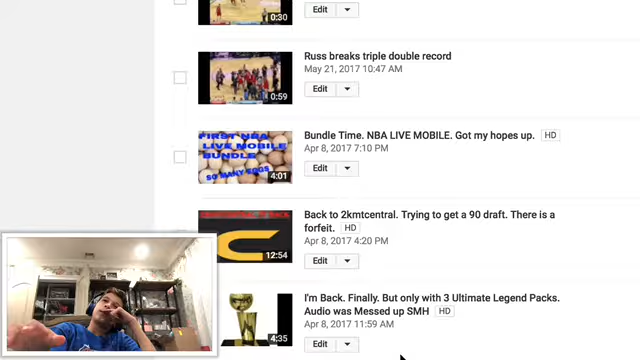 0:30
Edit
Russ breaks triple double record
May 21, 2017 10:47 AM
0:59
Edit
FIRST NBA
LIVE MOBILE
BUNDLE
SO MANY EGGS
4:01
Bundle Time. NBA LIVE MOBILE. Got my hopes up. HD
Apr 8, 2017 7:10 PM
Edit
Back to 2kmtcentral. Trying to get a 90 draft. There is a
forfeit. HD
Apr 8, 2017 4:20 PM
12:54
Edit
I'm Back. Finally. But only with 3 Ultimate Legend Packs.
Audio was Messed up SMH HD
Apr 8, 2017 11:59 AM
4:35
Edit